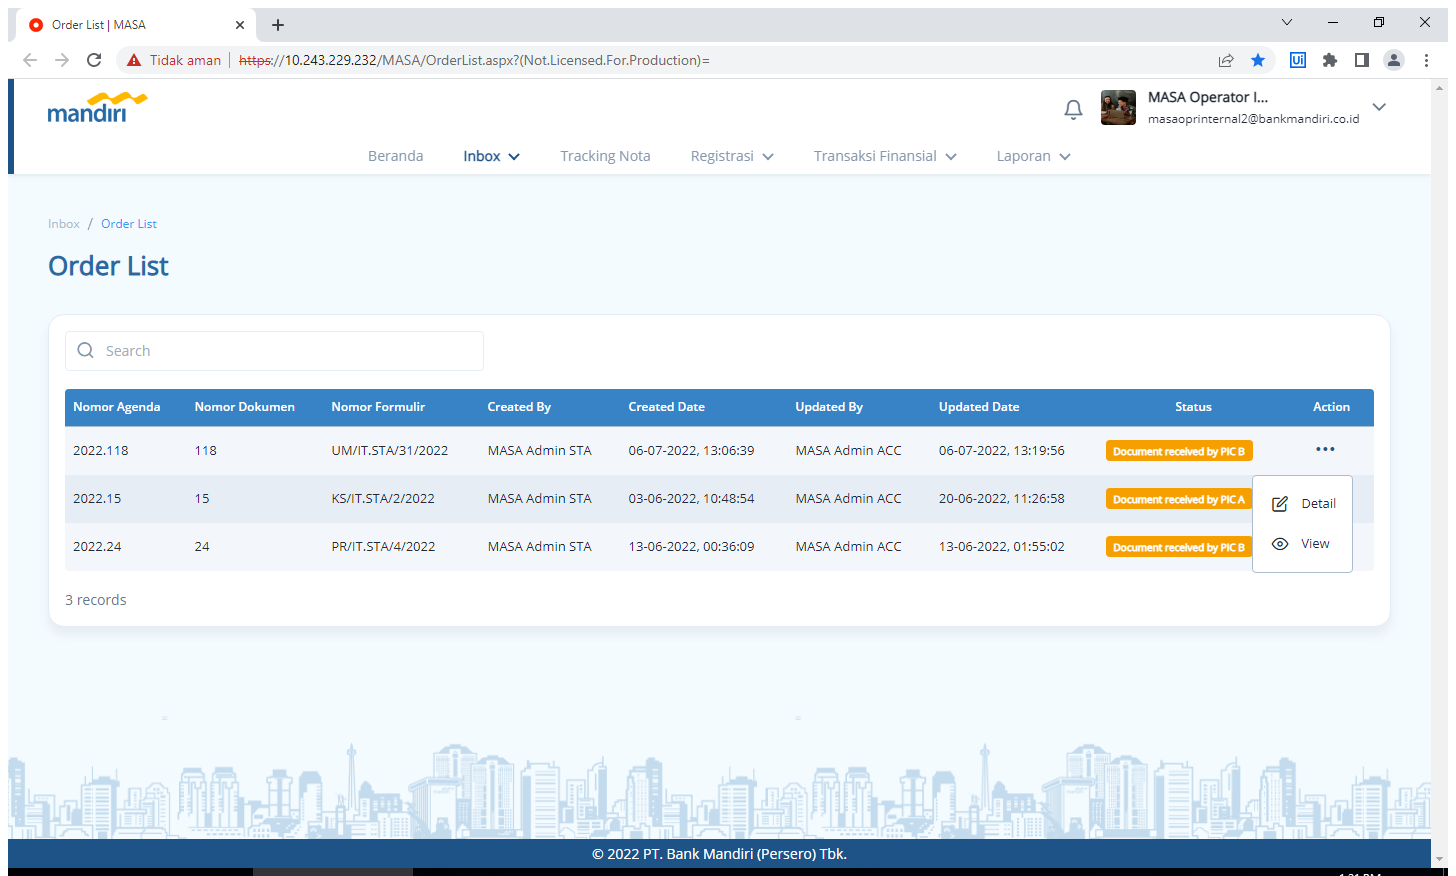 Order List | MASA
Tidak aman | https://10.243.229.232/MASA/OrderList.aspx?(Not.Licensed.For.Production)=
mandiri
MASA Operator I...
masaoprinternal2@bankmandiri.co.id
Beranda Inbox Tracking Nota Registrasi Transaksi Finansial Laporan
Inbox / Order List
Order List
Search
Nomor Agenda Nomor Dokumen Nomor Formulir Created By Created Date Updated By Updated Date Status Action
2022.118 118 UM/IT.STA/31/2022 MASA Admin STA 06-07-2022, 13:06:39 MASA Admin ACC 06-07-2022, 13:19:56 Document received by PIC B
2022.15 15 KS/IT.STA/2/2022 MASA Admin STA 03-06-2022, 10:48:54 MASA Admin ACC 20-06-2022, 11:26:58 Document received by PIC A
Detail
2022.24 24 PR/IT.STA/4/2022 MASA Admin STA 13-06-2022, 00:36:09 MASA Admin ACC 13-06-2022, 01:55:02 Document received by PIC B
View
3 records
© 2022 PT. Bank Mandiri (Persero) Tbk.